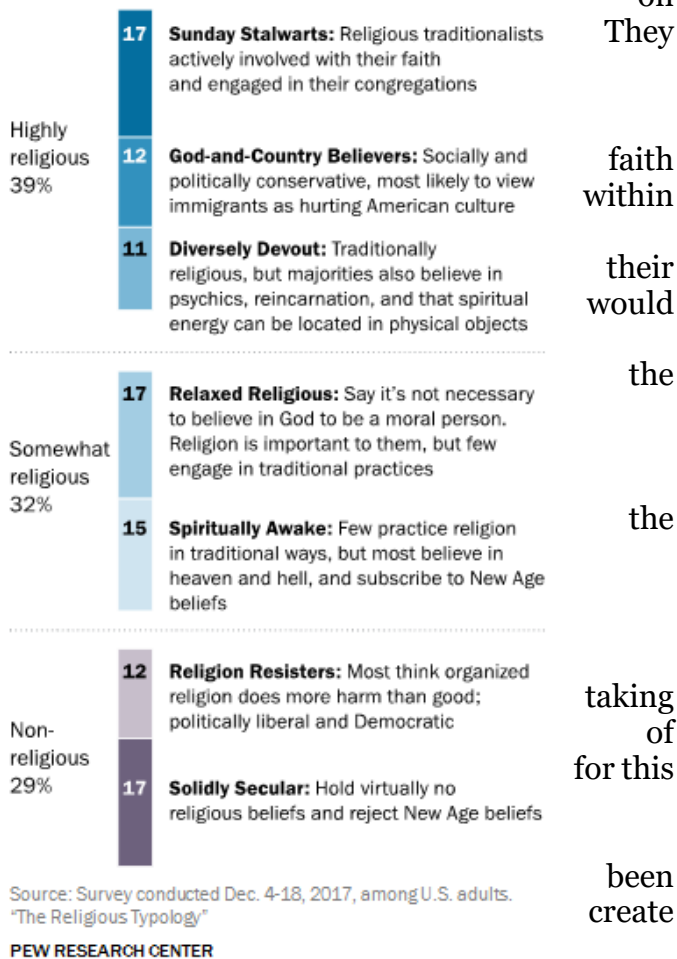 on
They
17 Sunday Stalwarts: Religious traditionalists
actively involved with their faith
and engaged in their congregations
Highly
religious
39%
12 God-and-Country Believers: Socially and
politically conservative, most likely to view
immigrants as hurting American culture
faith
within
11 Diversely Devout: Traditionally
religious, but majorities also believe in
psychics, reincarnation, and that spiritual
energy can be located in physical objects
their
would
the
17 Relaxed Religious: Say it's not necessary
to believe in God to be a moral person.
Religion is important to them, but few
engage in traditional practices
Somewhat
religious
32%
15 Spiritually Awake: Few practice religion
in traditional ways, but most believe in
heaven and hell, and subscribe to New Age
beliefs
the
12 Religion Resisters: Most think organized
religion does more harm than good;
politically liberal and Democratic
Non-
religious
29%
17 Solidly Secular: Hold virtually no
religious beliefs and reject New Age beliefs
taking
of
for this
Source: Survey conducted Dec. 4-18, 2017, among U.S. adults.
"The Religious Typology"
PEW RESEARCH CENTER
been
create